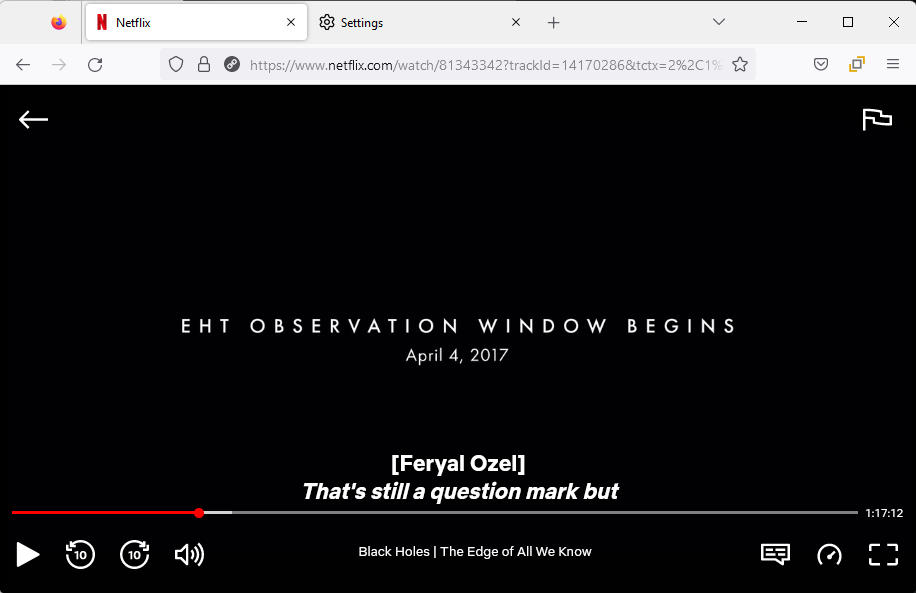 Netflix
Settings
https://www.netflix.com/watch/81343342?trackId=14170286&tctx=2%2C1%
EHT OBSERVATION WINDOW BEGINS
April 4, 2017
[Feryal Ozel]
That's still a question mark but
1:17:12
10
10
Black Holes | The Edge of All We Know